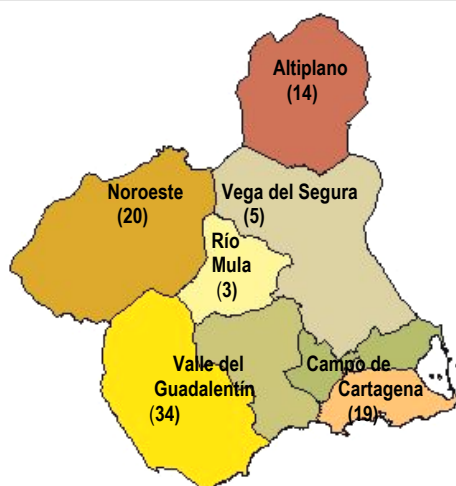 Altiplano
(14)
Noroeste
(20)
Vega del Segura
(5)
Río
Mula
(3)
Valle del
Guadalentín
(34)
Campo de
Cartagena
(19)